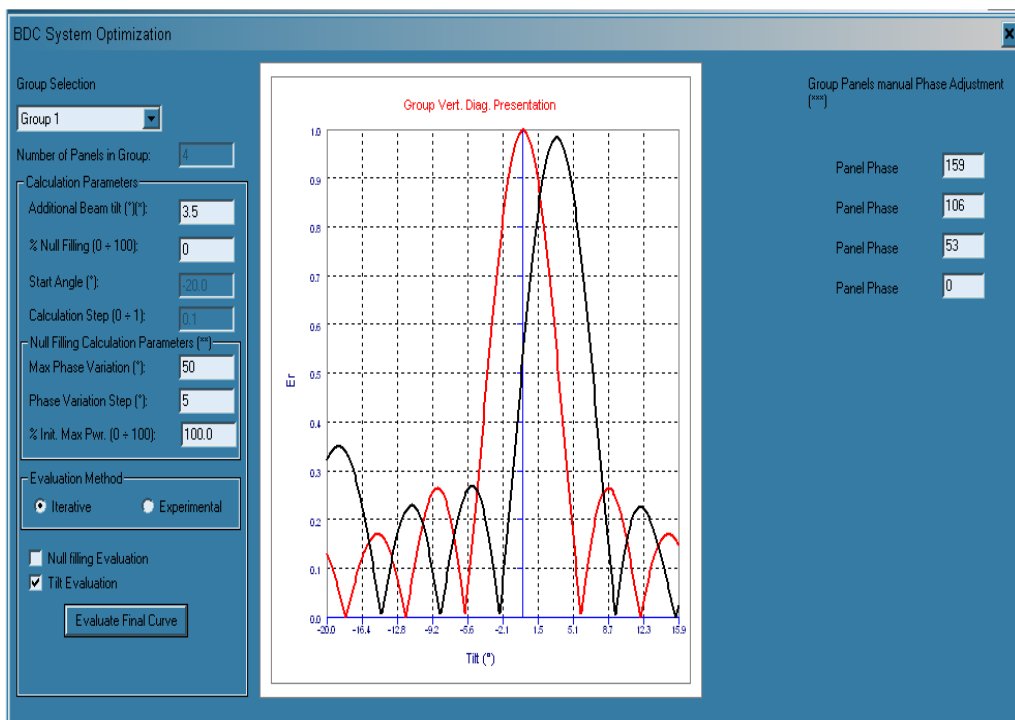 BDC System Optimization
Group Selection
Group 1
Number of Panels in Group: 4
Calculation Parameters
Additional Beam tilt (°)(*): 3.5
% Null Filling (0 ÷ 100): 0
Start Angle (°): -20.0
Calculation Step (0 ÷ 1): 0.1
Null Filling Calculation Parameters (**)
Max Phase Variation (°): 50
Phase Variation Step (°): 5
% Init. Max Pwr. (0 ÷ 100): 100.0
Evaluation Method
Iterative Experimental
Null filling Evaluation
Tilt Evaluation
Evaluate Final Curve
Group Vert. Diag. Presentation
1.0
0.9
0.8
0.7
0.6
0.5
0.4
0.3
0.2
0.1
0.0
Er
-20.0 -16.4 -12.8 -9.2 -5.6 -2.1 1.5 5.1 8.7 12.3 15.9
Tilt (°)
Group Panels manual Phase Adjustment
(***)
Panel Phase 159
Panel Phase 106
Panel Phase 53
Panel Phase 0